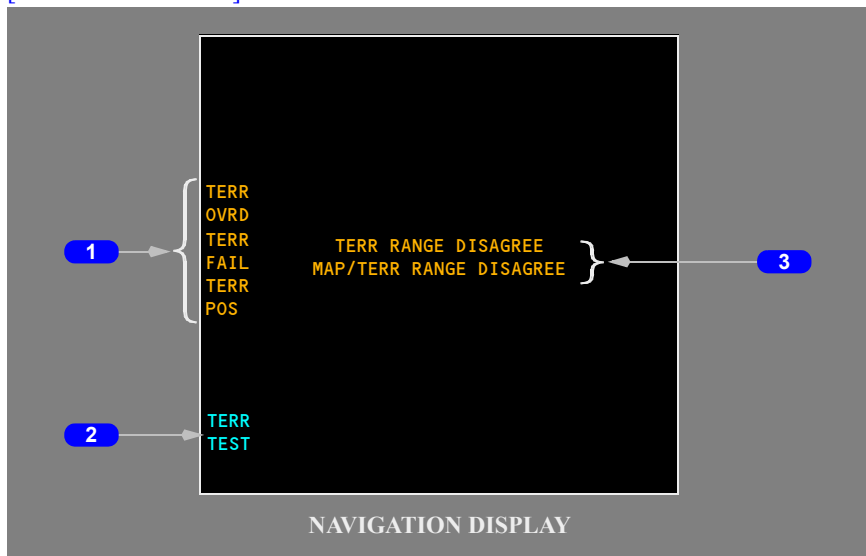 TERR
OVRD
TERR
FAIL
TERR
POS
1
TERR RANGE DISAGREE
MAP/TERR RANGE DISAGREE
3
2
TERR
TEST
NAVIGATION DISPLAY